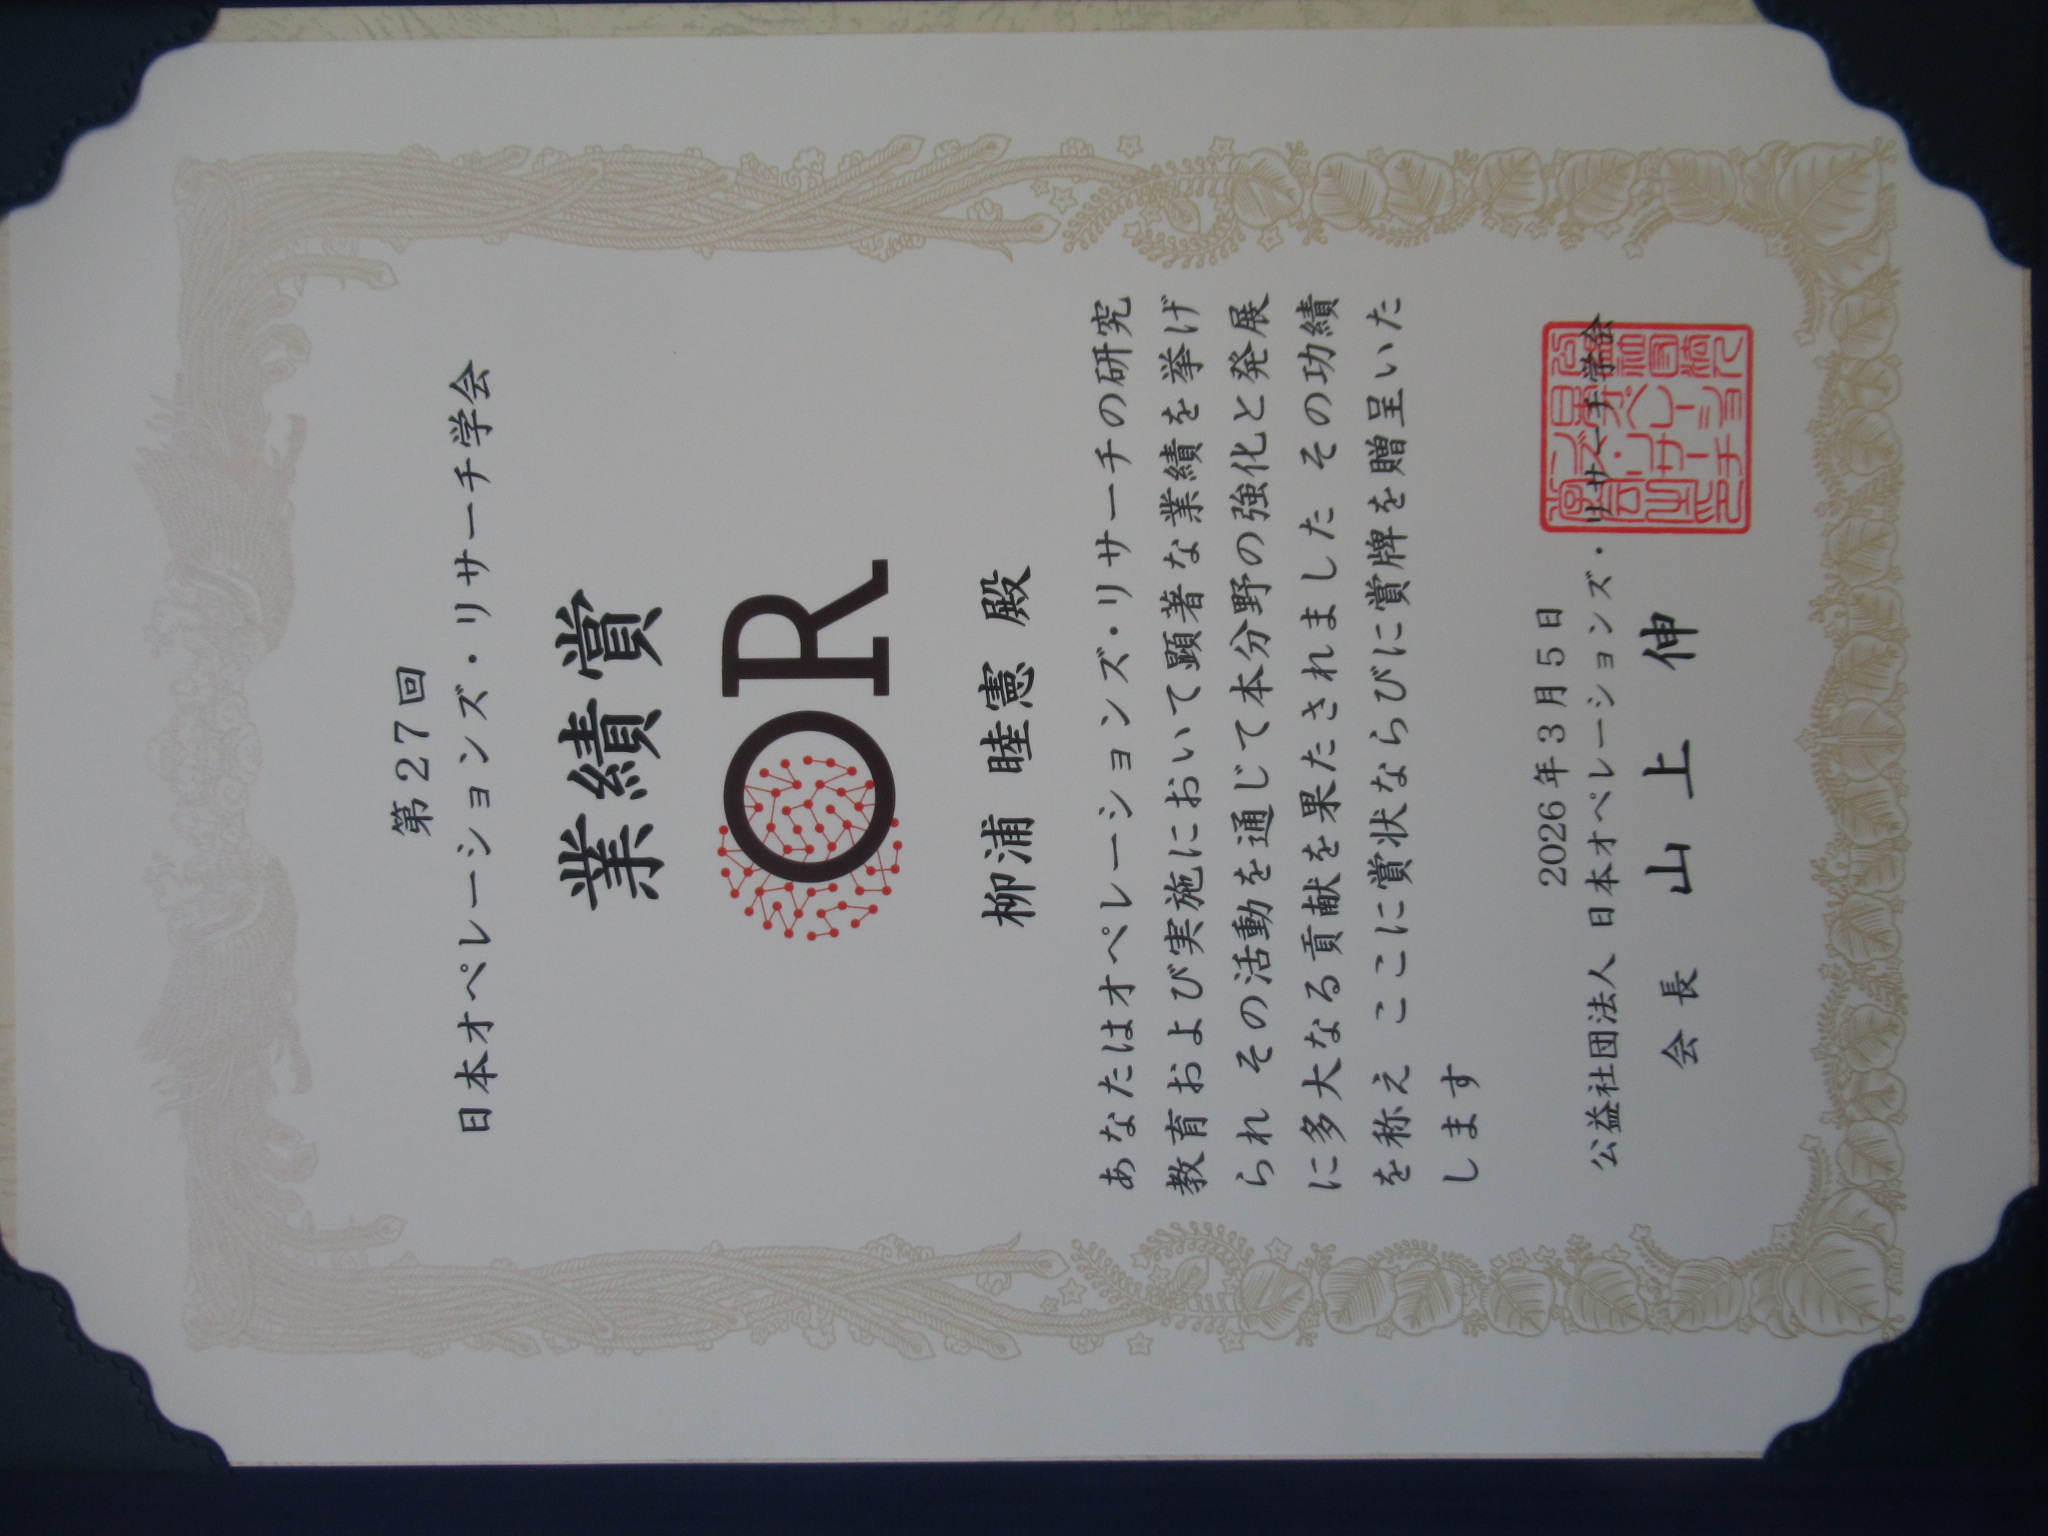 第27回
日本オペレーションズ・リサーチ学会
業績賞
OR
柳浦 睦憲 殿
あなたはオペレーションズ・リサーチの研究
教育および実施において顕著な業績を挙げ
られ その活動を通じて本分野の強化と発展
に多大なる貢献を果たされました その功績
を称え ここに賞状ならびに賞牌を贈呈いた
します
2026年3月5日
公益社団法人 日本オペレーションズ・リサーチ学会
会長 山上 伸